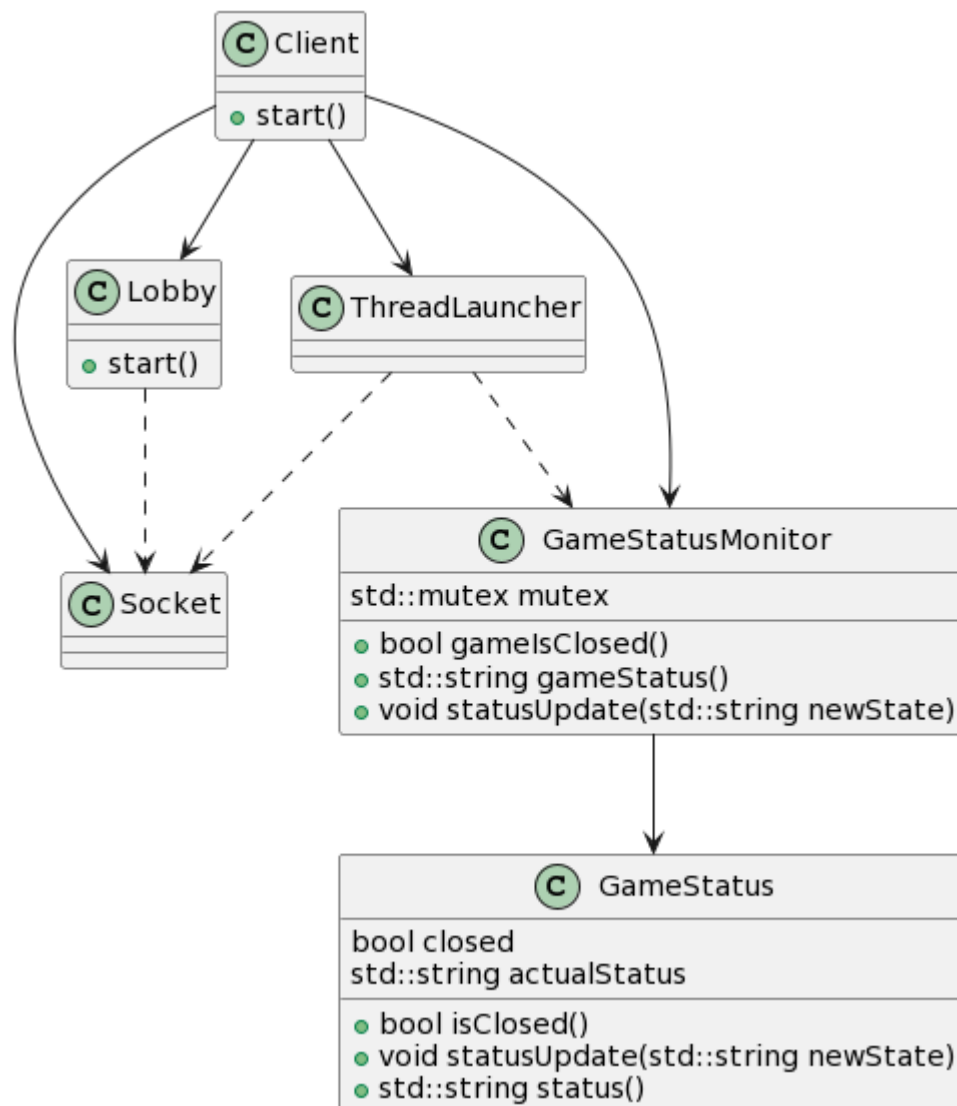 C Client
start()
C Lobby
start()
C ThreadLauncher
C Socket
C GameStatusMonitor
std::mutex mutex
bool gameIsClosed()
std::string gameStatus()
void statusUpdate(std::string newState)
C GameStatus
bool closed
std::string actualStatus
bool isClosed()
void statusUpdate(std::string newState)
std::string status()